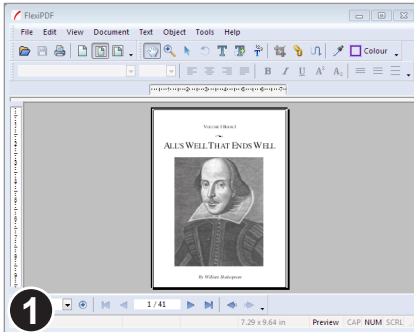 FlexiPDF
File Edit View Document Text Object Tools Help
Colour
B I U A² A₂
VOLUME I BOOK I
ALL'S WELL THAT ENDS WELL
By William Shakespeare
1 / 41
7.29 x 9.64 in Preview CAP NUM SCRL
1